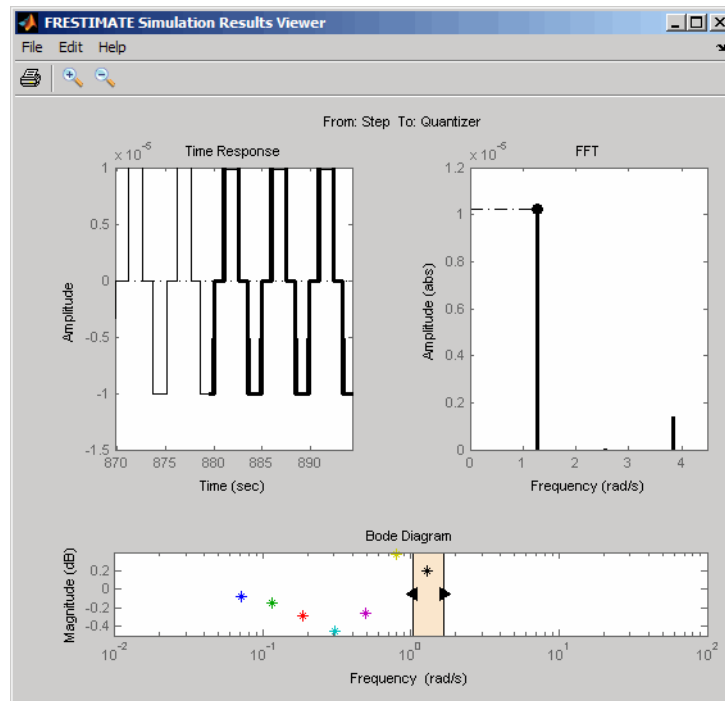 FRESTIMATE Simulation Results Viewer
File Edit Help
From: Step To: Quantizer
Time Response
x 10^-5
1
0.5
0
-0.5
-1
-1.5
870 875 880 885 890
Amplitude
Time (sec)
FFT
x 10^-5
1.2
1
0.8
0.6
0.4
0.2
0
0 1 2 3 4
Amplitude (abs)
Frequency (rad/s)
Bode Diagram
0.2
0
-0.2
-0.4
10^-2 10^-1 10^0 10^1 10^2
Magnitude (dB)
Frequency (rad/s)